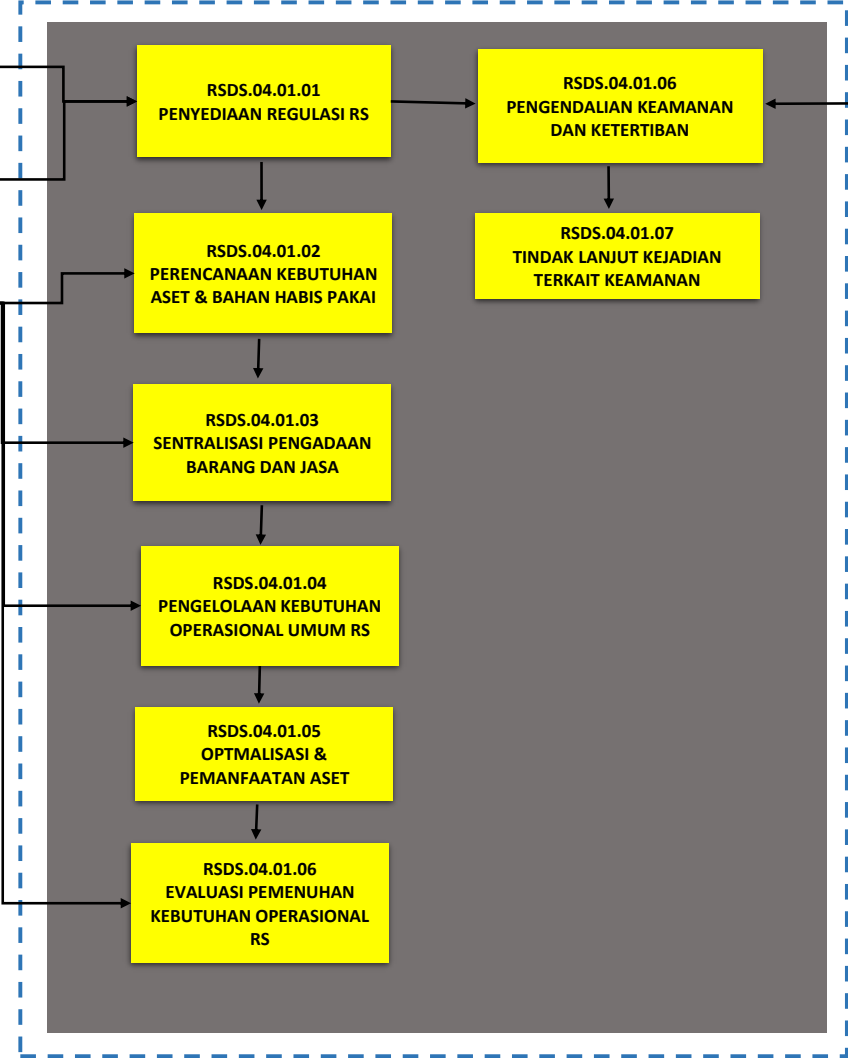 RSDS.04.01.01
PENYEDIAAN REGULASI RS
RSDS.04.01.06
PENGENDALIAN KEAMANAN
DAN KETERTIBAN
RSDS.04.01.02
PERENCANAAN KEBUTUHAN
ASET & BAHAN HABIS PAKAI
RSDS.04.01.07
TINDAK LANJUT KEJADIAN
TERKAIT KEAMANAN
RSDS.04.01.03
SENTRALISASI PENGADAAN
BARANG DAN JASA
RSDS.04.01.04
PENGELOLAAN KEBUTUHAN
OPERASIONAL UMUM RS
RSDS.04.01.05
OPTMALISASI &
PEMANFAATAN ASET
RSDS.04.01.06
EVALUASI PEMENUHAN
KEBUTUHAN OPERASIONAL
RS